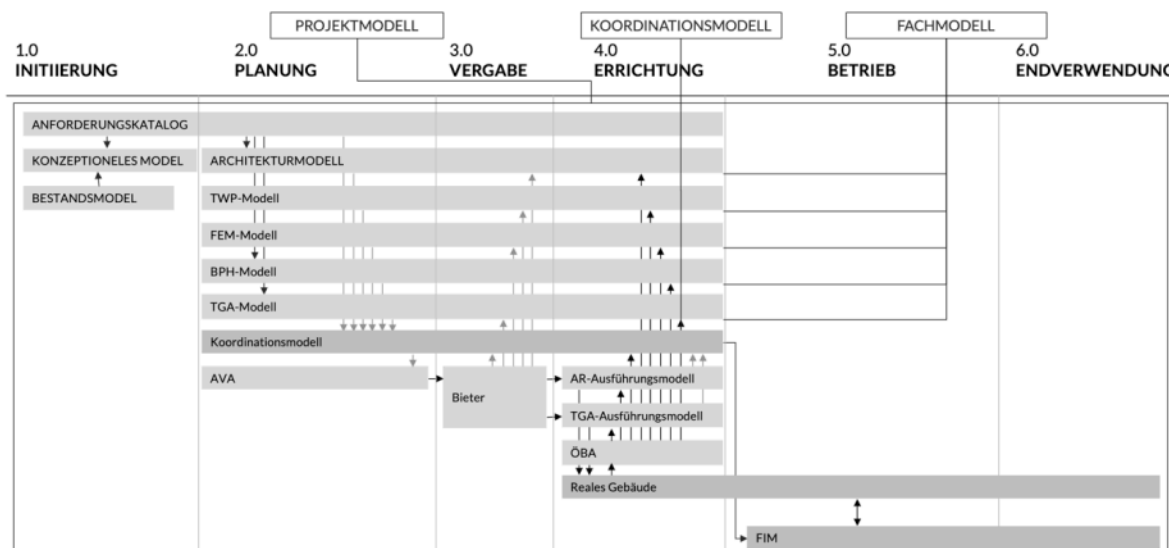 PROJEKTMODELL
KOORDINATIONSMODELL
FACHMODELL
1.0
INITIIERUNG
2.0
PLANUNG
3.0
VERGABE
4.0
ERRICHTUNG
5.0
BETRIEB
6.0
ENDVERWENDUNG
ANFORDERUNGSKATALOG
KONZEPTIONELES MODEL
ARCHITEKTURMODELL
BESTANDSMODEL
TWP-Modell
FEM-Modell
BPH-Modell
TGA-Modell
Koordinationsmodell
AVA
Bieter
AR-Ausführungsmodell
TGA-Ausführungsmodell
ÖBA
Reales Gebäude
FIM